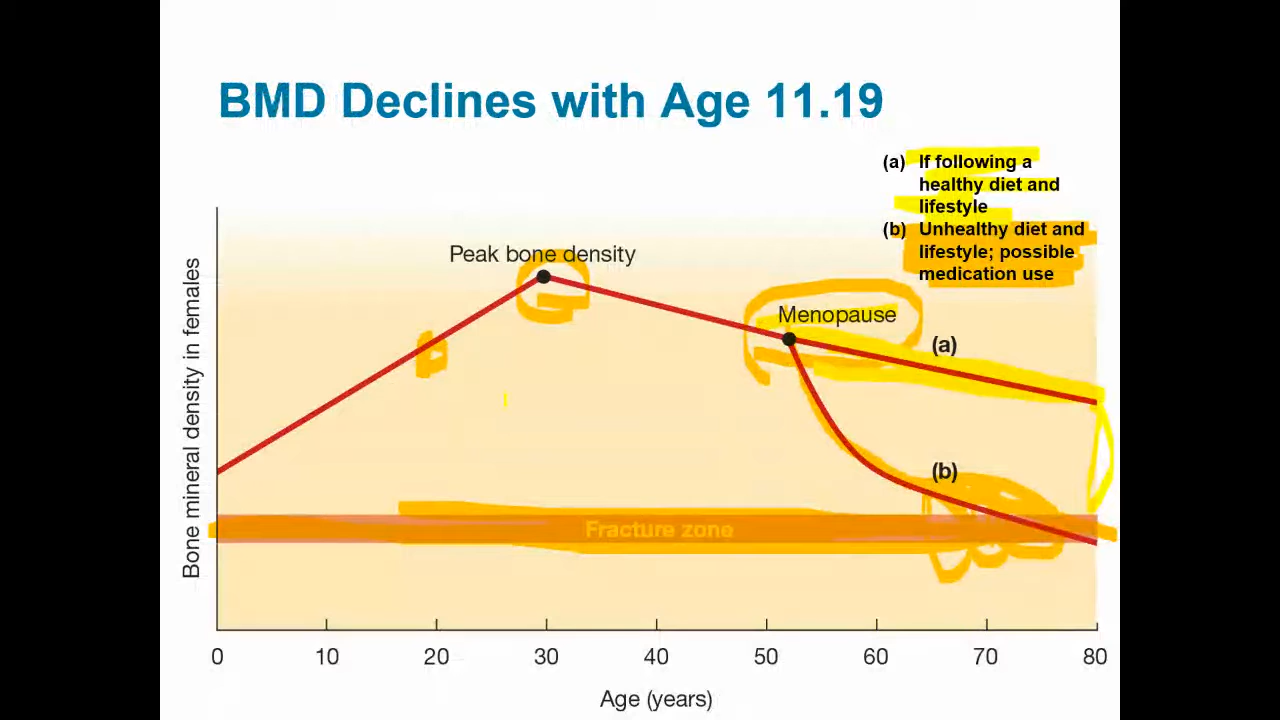 BMD Declines with Age 11.19
(a) If following a
healthy diet and
lifestyle
(b) Unhealthy diet and
lifestyle; possible
medication use
Peak bone density
Menopause
(a)
(b)
Fracture zone
Bone mineral density in females
0 10 20 30 40 50 60 70 80
Age (years)